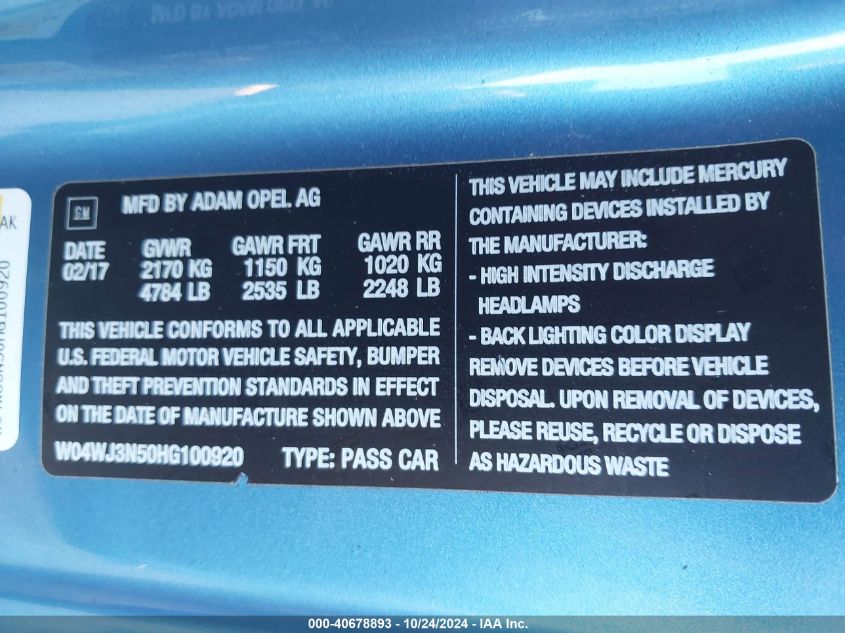 GM
MFD BY ADAM OPEL AG
DATE GVWR GAWR FRT GAWR RR
02/17 2170 KG 1150 KG 1020 KG
4784 LB 2535 LB 2248 LB
THIS VEHICLE CONFORMS TO ALL APPLICABLE
U.S. FEDERAL MOTOR VEHICLE SAFETY, BUMPER
AND THEFT PREVENTION STANDARDS IN EFFECT
ON THE DATE OF MANUFACTURE SHOWN ABOVE
W04WJ3N50HG100920 TYPE: PASS CAR
THIS VEHICLE MAY INCLUDE MERCURY
CONTAINING DEVICES INSTALLED BY
THE MANUFACTURER:
- HIGH INTENSITY DISCHARGE
HEADLAMPS
- BACK LIGHTING COLOR DISPLAY
REMOVE DEVICES BEFORE VEHICLE
DISPOSAL. UPON REMOVAL OF DEVICES,
PLEASE REUSE, RECYCLE OR DISPOSE
AS HAZARDOUS WASTE
AK
000-40678893 - 10/24/2024 - IAA Inc.